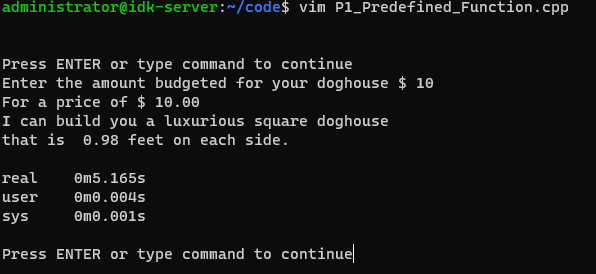 administrator@idk-server:~/code$ vim P1_Predefined_Function.cpp
Press ENTER or type command to continue
Enter the amount budgeted for your doghouse $ 10
For a price of $ 10.00
I can build you a luxurious square doghouse
that is  0.98 feet on each side.
real    0m5.165s
user    0m0.004s
sys     0m0.001s
Press ENTER or type command to continue